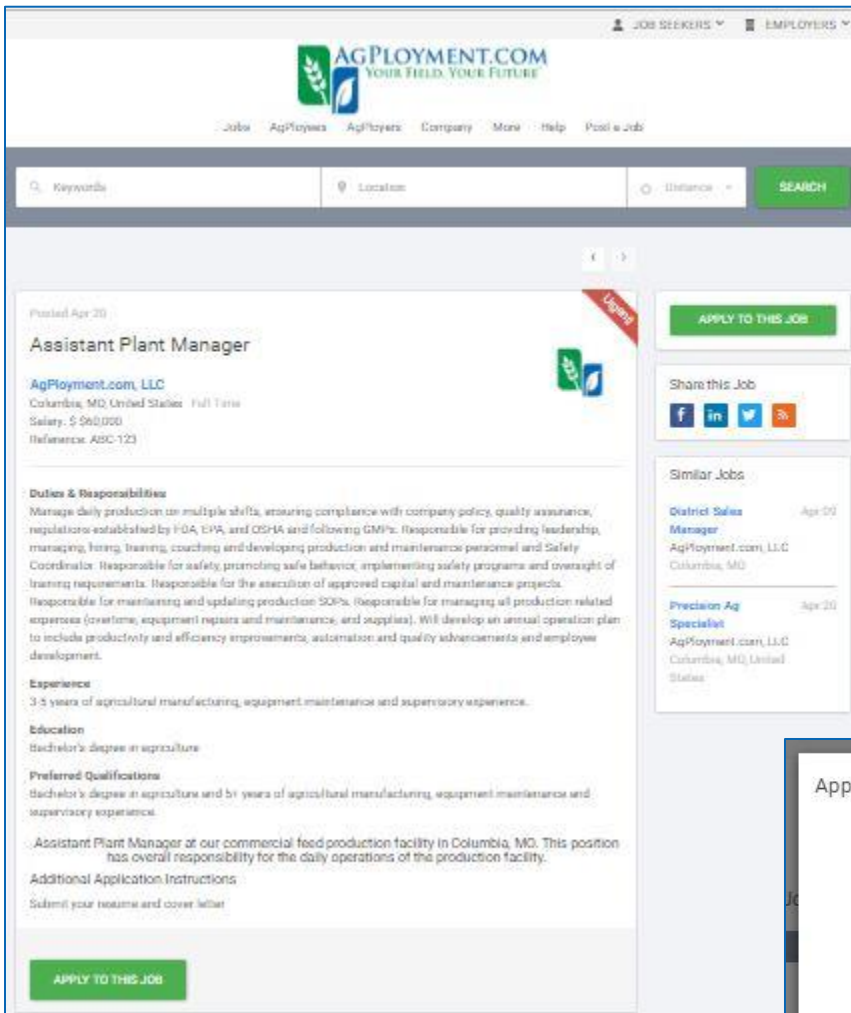 JOB SEEKERS EMPLOYERS
AGPLOYMENT.COM
YOUR FIELD. YOUR FUTURE
Jobs AgPloyees AgPloyers Company More Help Post a Job
Keywords Location Distance SEARCH
Posted Apr 20
Urgent
Assistant Plant Manager
AgPloyment.com, LLC
Columbia, MO, United States Full Time
Salary: $ $60,000
Reference: ABC-123
Duties & Responsibilities
Manage daily production on multiple shifts, ensuring compliance with company policy, quality assurance,
regulations established by FDA, EPA, and OSHA and following GMPs. Responsible for providing leadership,
managing, hiring, training, coaching and developing production and maintenance personnel and Safety
Coordinator. Responsible for safety, promoting safe behavior, implementing safety programs and oversight of
training requirements. Responsible for the execution of approved capital and maintenance projects.
Responsible for maintaining and updating production SOPs. Responsible for managing all production related
expenses (overtime, equipment repairs and maintenance, and supplies). Will develop an annual operation plan
to include productivity and efficiency improvements, automation and quality advancements and employee
development.
Experience
3-5 years of agricultural manufacturing, equipment maintenance and supervisory experience.
Education
Bachelor's degree in agriculture
Preferred Qualifications
Bachelor's degree in agriculture and 5+ years of agricultural manufacturing, equipment maintenance and
supervisory experience.
Assistant Plant Manager at our commercial feed production facility in Columbia, MO. This position
has overall responsibility for the daily operations of the production facility.
Additional Application Instructions
Submit your resume and cover letter
APPLY TO THIS JOB
APPLY TO THIS JOB
Share this Job
f in
Similar Jobs
District Sales Apr 09
Manager
AgPloyment.com, LLC
Columbia, MO
Precision Ag Apr 20
Specialist
AgPloyment.com, LLC
Columbia, MO, United
States
App
Jo